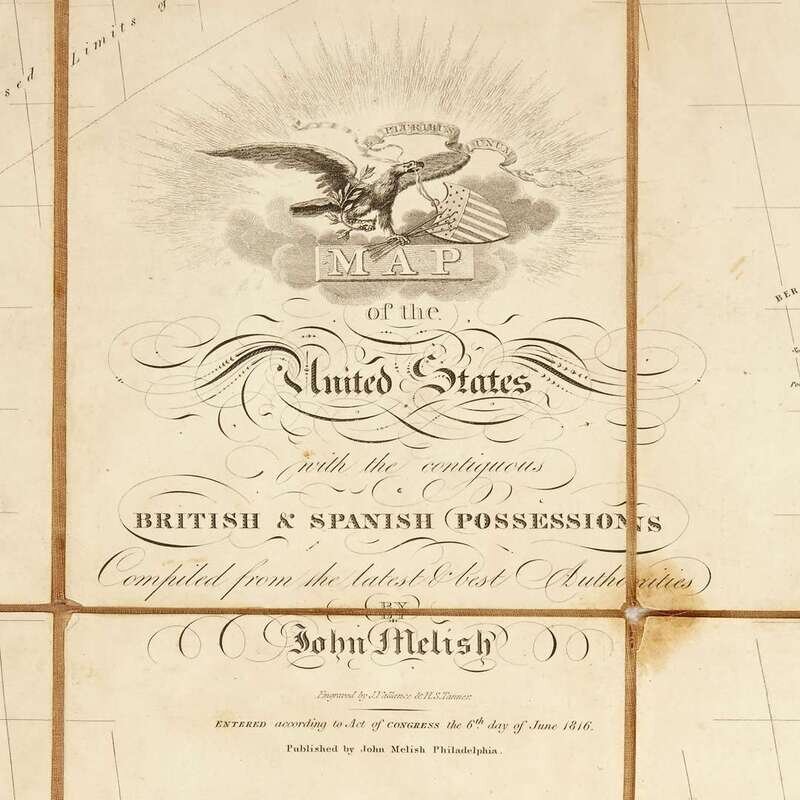 sed Limits of
PLURIBUS UNUM
MAP
of the
United States
with the contiguous
BRITISH & SPANISH POSSESSIONS
Compiled from the latest & best Authorities
BY
John Melish
Engraved by J. Vallance & H.S. Tanner.
ENTERED according to Act of CONGRESS the 6th day of June 1816.
Published by John Melish Philadelphia.
BER